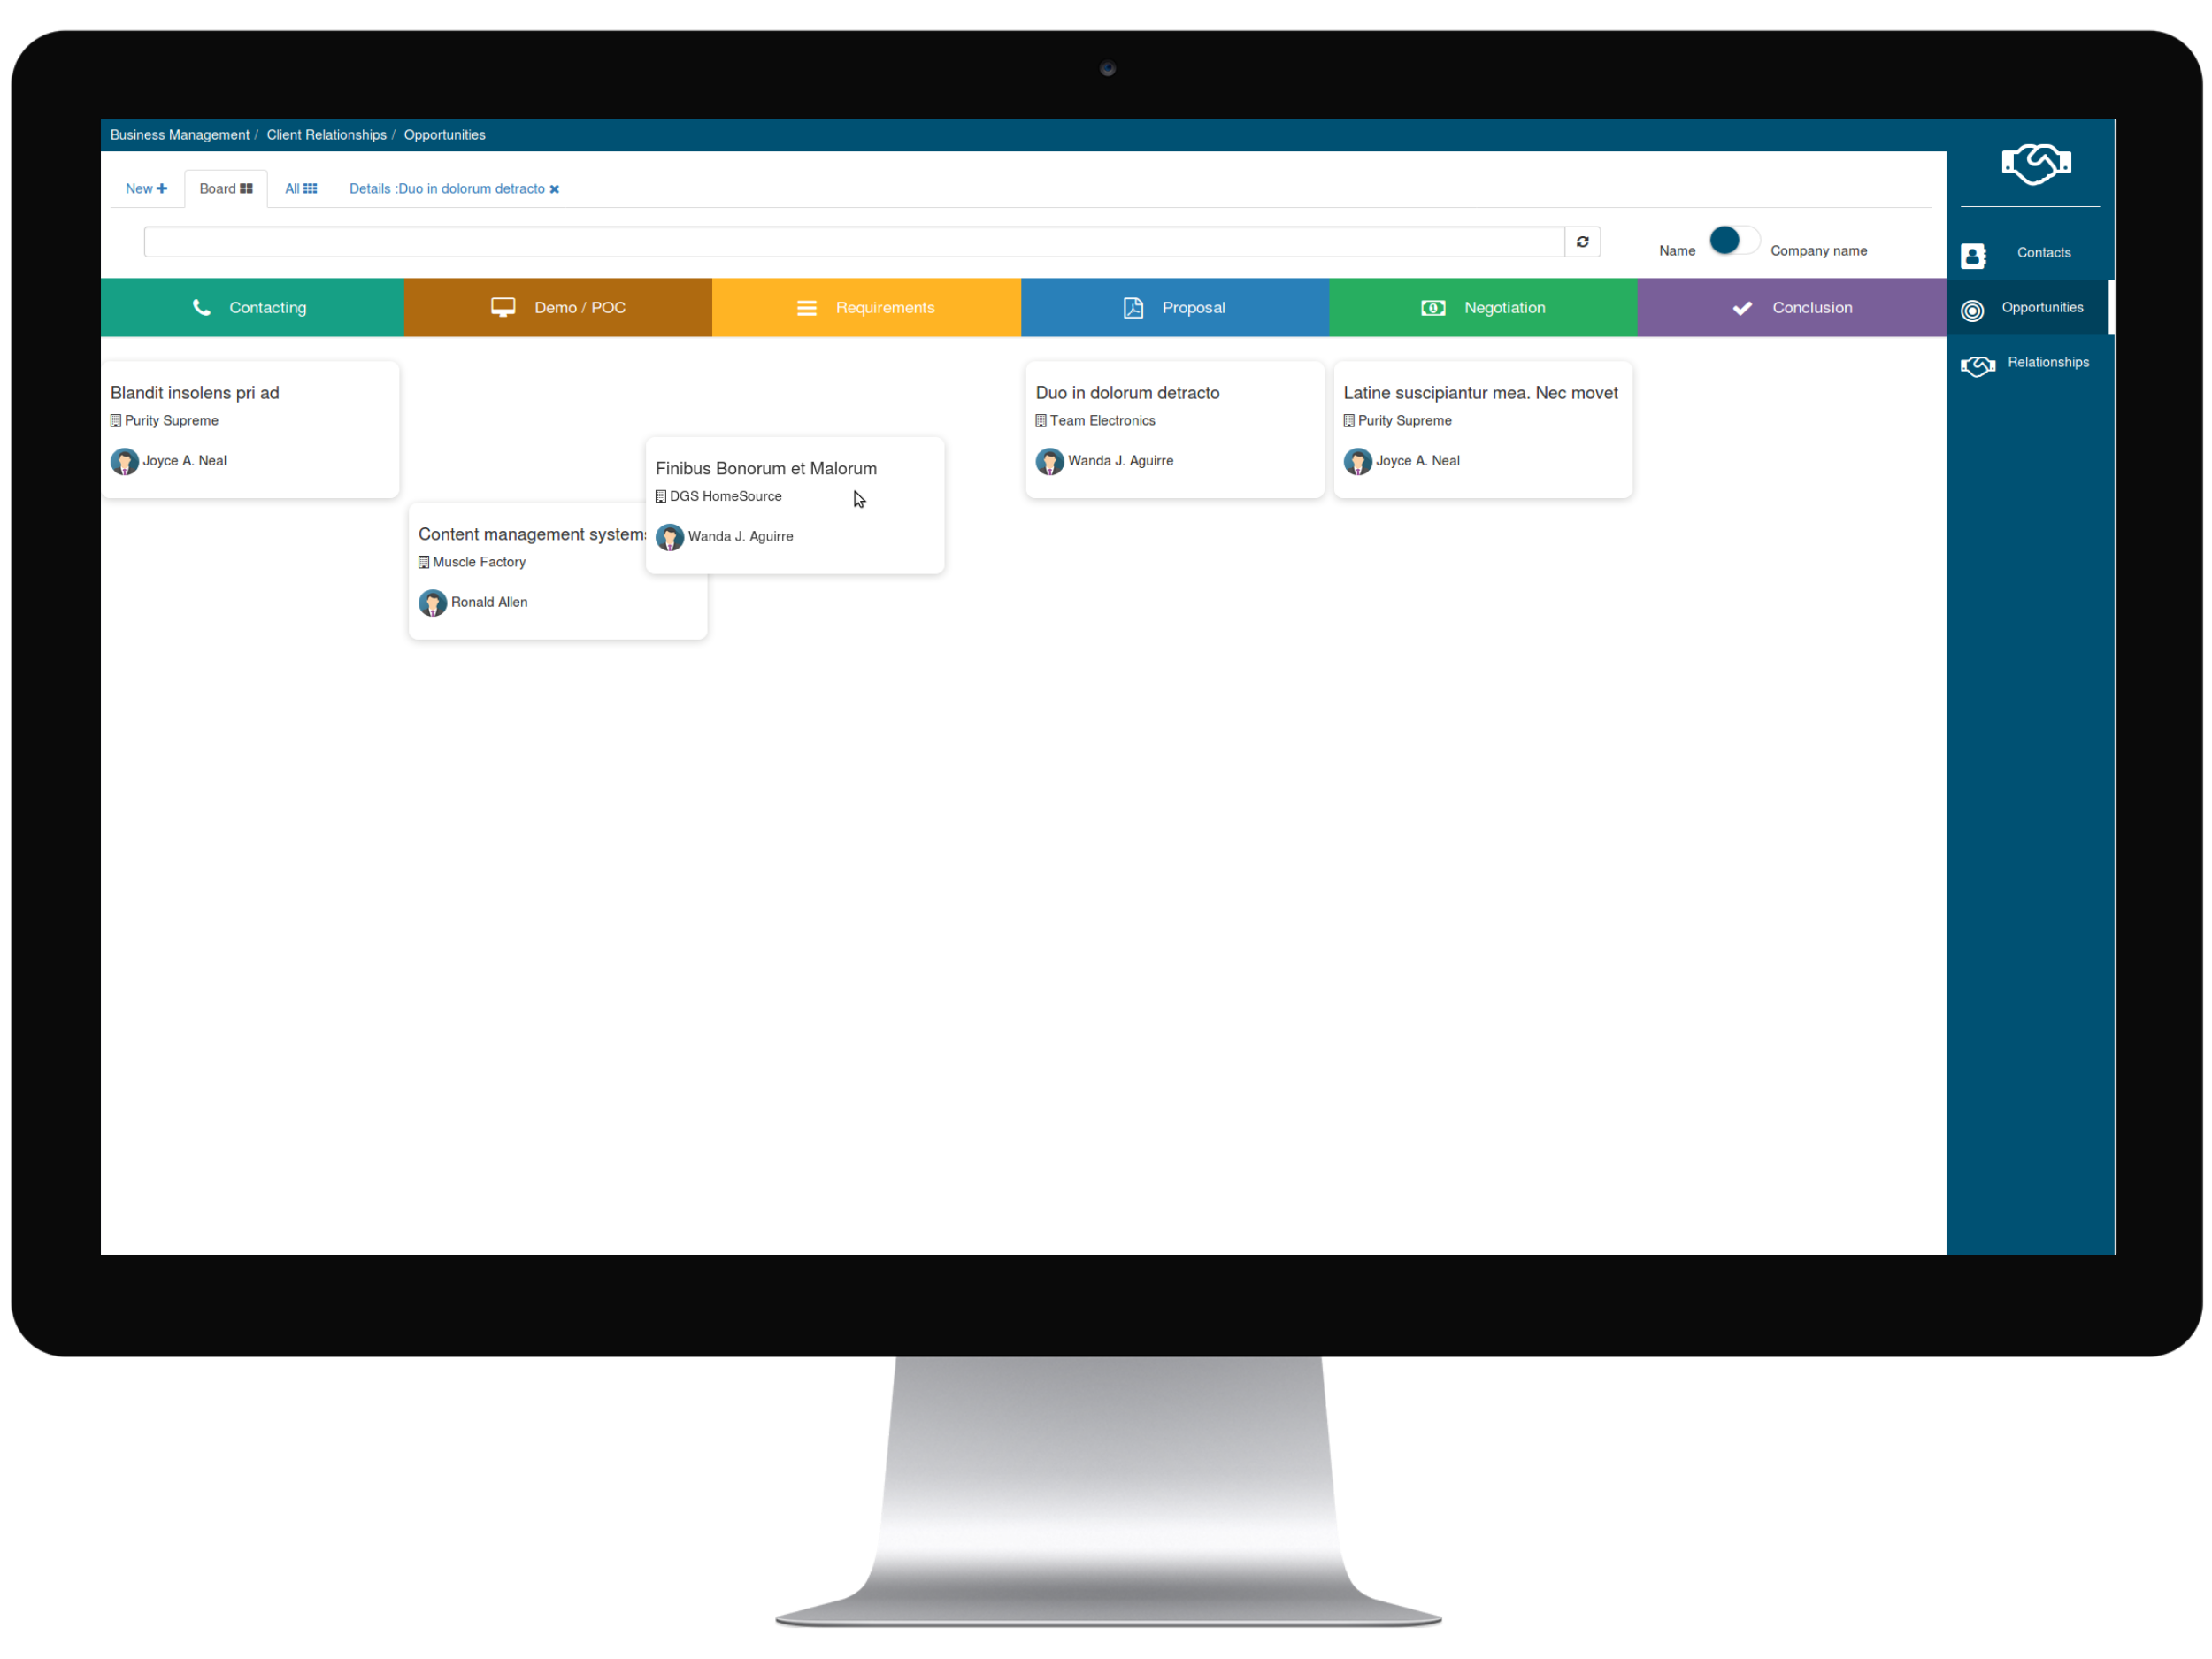 Business Management / Client Relationships / Opportunities
New Board All Details :Duo in dolorum detracto
Name Company name
Contacting Demo / POC Requirements Proposal Negotiation Conclusion
Contacts
Opportunities
Relationships
Blandit insolens pri ad
Purity Supreme
Joyce A. Neal
Content management systems
Muscle Factory
Ronald Allen
Finibus Bonorum et Malorum
DGS HomeSource
Wanda J. Aguirre
Duo in dolorum detracto
Team Electronics
Wanda J. Aguirre
Latine suscipiantur mea. Nec movet
Purity Supreme
Joyce A. Neal